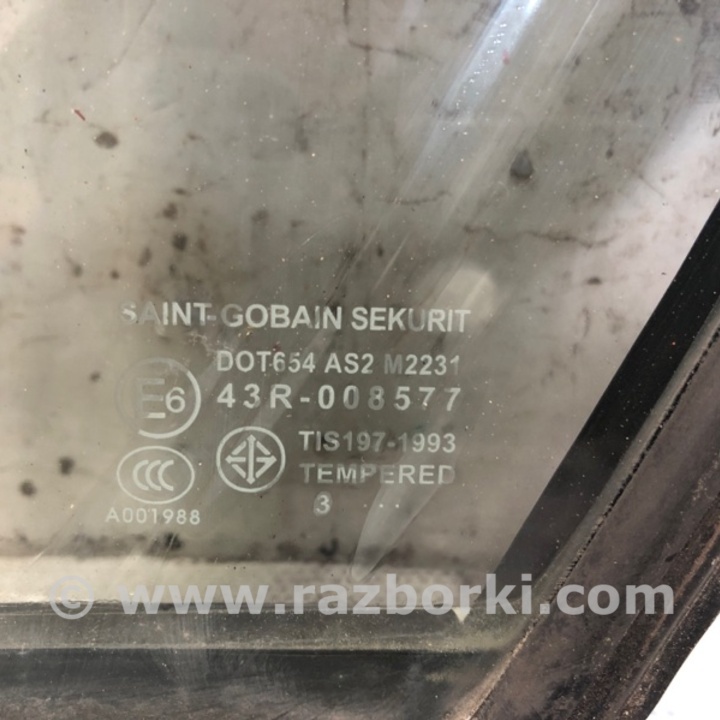 SAINT-GOBAIN SEKURIT
DOT654 AS2 M2231
E6 43R-008577
TIS197-1993
CCC TEMPERED
A001988 3 ...
© www.razborki.com